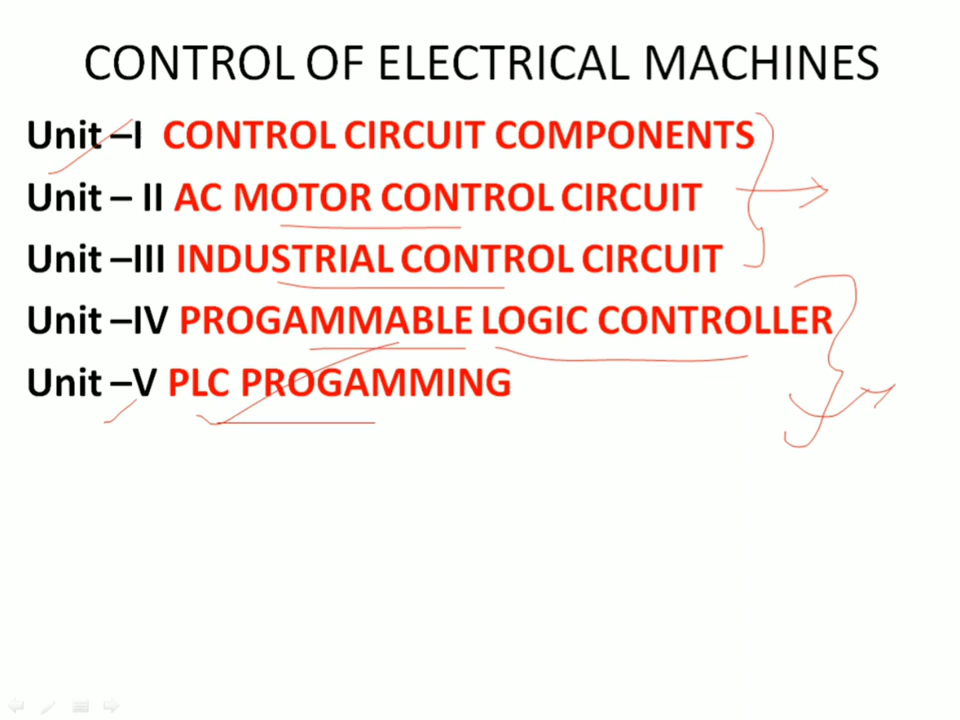 CONTROL OF ELECTRICAL MACHINES
Unit –I CONTROL CIRCUIT COMPONENTS
Unit – II AC MOTOR CONTROL CIRCUIT
Unit –III INDUSTRIAL CONTROL CIRCUIT
Unit –IV PROGAMMABLE LOGIC CONTROLLER
Unit –V PLC PROGAMMING